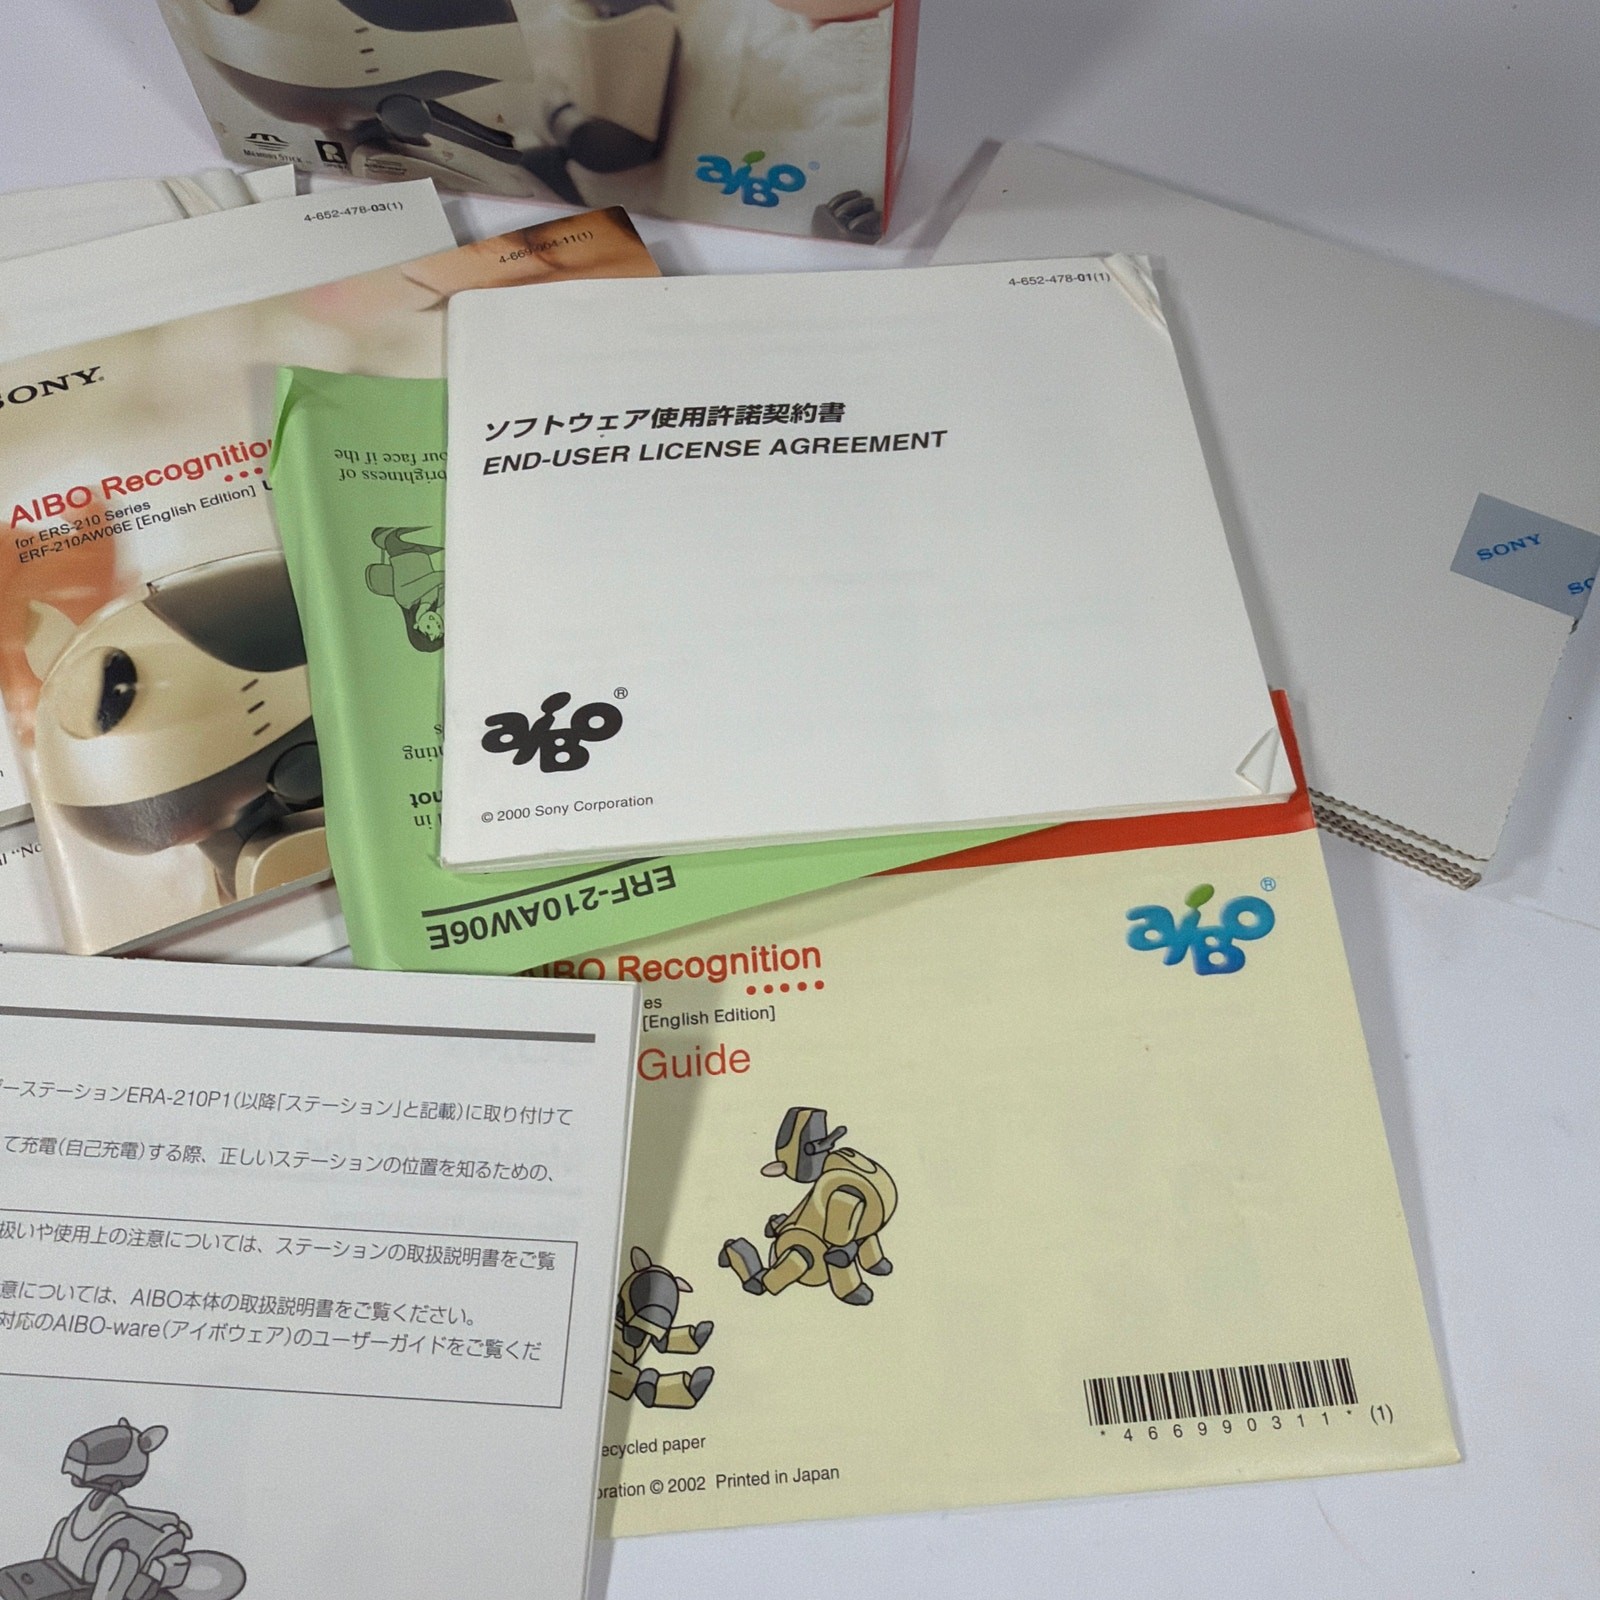 MEMORY STICK
R
aiBo
®
4-652-478-03(1)
4-669-904-11(1)
SONY
AIBO Recognition
for ERS-210 Series
ERF-210AW06E [English Edition]
4-652-478-01(1)
ソフトウェア使用許諾契約書
END-USER LICENSE AGREEMENT
aiBo
®
© 2000 Sony Corporation
our face if the
brightness of
not
in
ERF-210AW06E
SONY
aiBo
®
AIBO Recognition
es
[English Edition]
Guide
ecycled paper
oration © 2002 Printed in Japan
* 4 6 6 9 9 0 3 1 1 * (1)
ーステーションERA-210P1(以降「ステーション」と記載)に取り付けて
て充電(自己充電)する際、正しいステーションの位置を知るための、
扱いや使用上の注意については、ステーションの取扱説明書をご覧
意については、AIBO本体の取扱説明書をご覧ください。
対応のAIBO-ware(アイボウェア)のユーザーガイドをご覧くだ